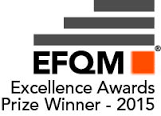 EFQM®
Excellence Awards
Prize Winner - 2015